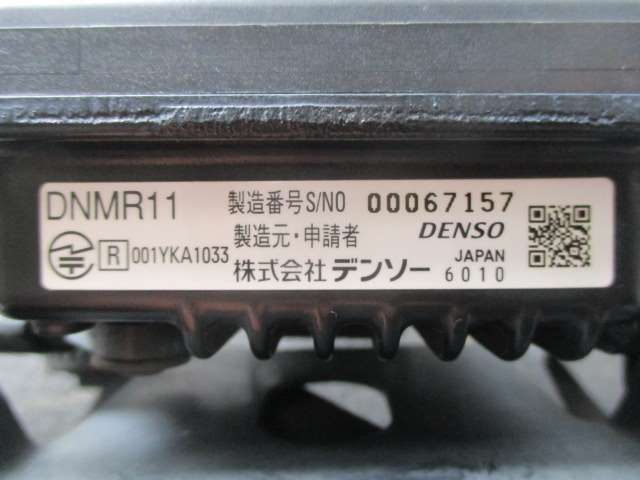 DNMR11
R 001YKA1033
製造番号S/NO 00067157
製造元・申請者 DENSO
株式会社デンソー JAPAN 6010